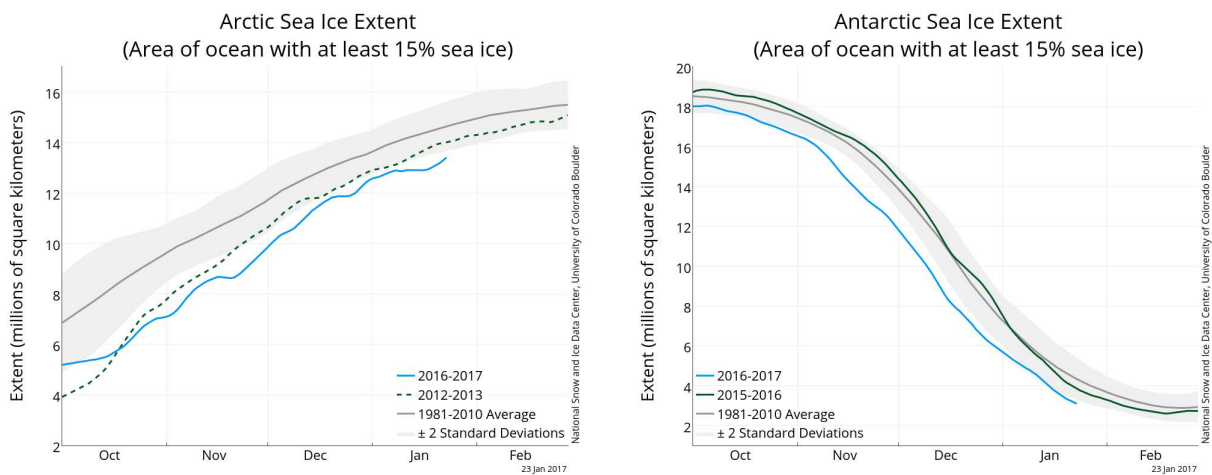 Arctic Sea Ice Extent
(Area of ocean with at least 15% sea ice)
Extent (millions of square kilometers)
16
14
12
10
8
6
4
2
Oct
Nov
Dec
Jan
Feb
2016-2017
2012-2013
1981-2010 Average
± 2 Standard Deviations
National Snow and Ice Data Center, University of Colorado Boulder
23 Jan 2017
Antarctic Sea Ice Extent
(Area of ocean with at least 15% sea ice)
Extent (millions of square kilometers)
20
18
16
14
12
10
8
6
4
2
Oct
Nov
Dec
Jan
Feb
2016-2017
2015-2016
1981-2010 Average
± 2 Standard Deviations
National Snow and Ice Data Center, University of Colorado Boulder
23 Jan 2017